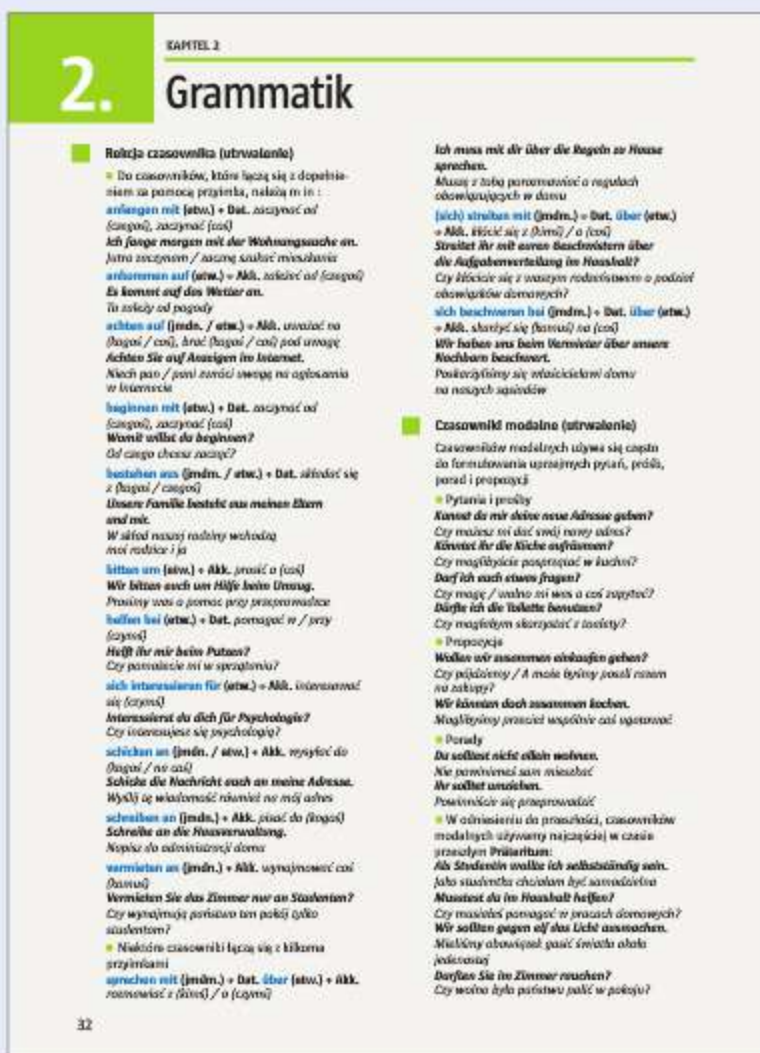 KAPITEL 2
2.
Grammatik
Rekcja czasownika (utrwalenie)
Do czasowników, które łączą się z dopełnie-
niem za pomocą przyimka, należą m in :
anfangen mit (etw.) + Dat. zaczynać od
(czegoś), zaczynać (coś)
Ich fange morgen mit der Wohnungssuche an.
Jutro zaczynam / zacznę szukać mieszkania
ankommen auf (etw.) + Akk. zależeć od (czegoś)
Es kommt auf das Wetter an.
To zależy od pogody
achten auf (jmdn. / etw.) + Akk. uważać na
(kogoś / coś), brać (kogoś / coś) pod uwagę
Achten Sie auf Anzeigen im Internet.
Niech pan / pani zwróci uwagę na ogłoszenia
w Internecie
beginnen mit (etw.) + Dat. zaczynać od
(czegoś), zaczynać (coś)
Womit willst du beginnen?
Od czego chcesz zacząć?
bestehen aus (jmdm. / etw.) + Dat. składać się
z (kogoś / czegoś)
Unsere Familie besteht aus meinen Eltern
und mir.
W skład naszej rodziny wchodzą
moi rodzice i ja
bitten um (etw.) + Akk. prosić o (coś)
Wir bitten euch um Hilfe beim Umzug.
Prosimy was o pomoc przy przeprowadzce
helfen bei (etw.) + Dat. pomagać w / przy
(czymś)
Helft ihr mir beim Putzen?
Czy pomożecie mi w sprzątaniu?
sich interessieren für (etw.) + Akk. interesować
się (czymś)
Interessierst du dich für Psychologie?
Czy interesujesz się psychologią?
schicken an (jmdn. / etw.) + Akk. wysyłać do
(kogoś / na coś)
Schicke die Nachricht auch an meine Adresse.
Wyślij tę wiadomość również na mój adres
schreiben an (jmdn.) + Akk. pisać do (kogoś)
Schreibe an die Hausverwaltung.
Napisz do administracji domu
vermieten an (jmdn.) + Akk. wynajmować coś
(komuś)
Vermieten Sie das Zimmer nur an Studenten?
Czy wynajmują państwo ten pokój tylko
studentom?
Niektóre czasowniki łączą się z kilkoma
przyimkami
sprechen mit (jmdm.) + Dat. über (etw.) + Akk.
rozmawiać z (kimś) / o (czymś)
Ich muss mit dir über die Regeln zu Hause
sprechen.
Muszę z tobą porozmawiać o regułach
obowiązujących w domu
(sich) streiten mit (jmdm.) + Dat. über (etw.)
+ Akk. kłócić się z (kimś) / o (coś)
Streitet ihr mit euren Geschwistern über
die Aufgabenverteilung im Haushalt?
Czy kłócicie się z waszym rodzeństwem o podział
obowiązków domowych?
sich beschweren bei (jmdm.) + Dat. über (etw.)
+ Akk. skarżyć się (komuś) na (coś)
Wir haben uns beim Vermieter über unsere
Nachbarn beschwert.
Poskarżyliśmy się właścicielowi domu
na naszych sąsiadów
Czasowniki modalne (utrwalenie)
Czasowników modalnych używa się często
do formułowania uprzejmych pytań, próśb,
porad i propozycji
Pytania i prośby
Kannst du mir deine neue Adresse geben?
Czy możesz mi dać swój nowy adres?
Könntet ihr die Küche aufräumen?
Czy moglibyście posprzątać w kuchni?
Darf ich euch etwas fragen?
Czy mogę / wolno mi was o coś zapytać?
Dürfte ich die Toilette benutzen?
Czy mogłabym skorzystać z toalety?
Propozycje
Wollen wir zusammen einkaufen gehen?
Czy pójdziemy / A może byśmy poszli razem
na zakupy?
Wir könnten doch zusammen kochen.
Moglibyśmy przecież wspólnie coś ugotować
Porady
Du solltest nicht allein wohnen.
Nie powinieneś sam mieszkać
Ihr solltet umziehen.
Powinniście się przeprowadzić
W odniesieniu do przeszłości, czasowników
modalnych używamy najczęściej w czasie
przeszłym Präteritum:
Als Studentin wollte ich selbstständig sein.
Jako studentka chciałam być samodzielna
Musstest du im Haushalt helfen?
Czy musiałeś pomagać w pracach domowych?
Wir sollten gegen elf das Licht ausmachen.
Mieliśmy obowiązek gasić światło około
jedenastej
Durften Sie im Zimmer rauchen?
Czy wolno było państwu palić w pokoju?
32